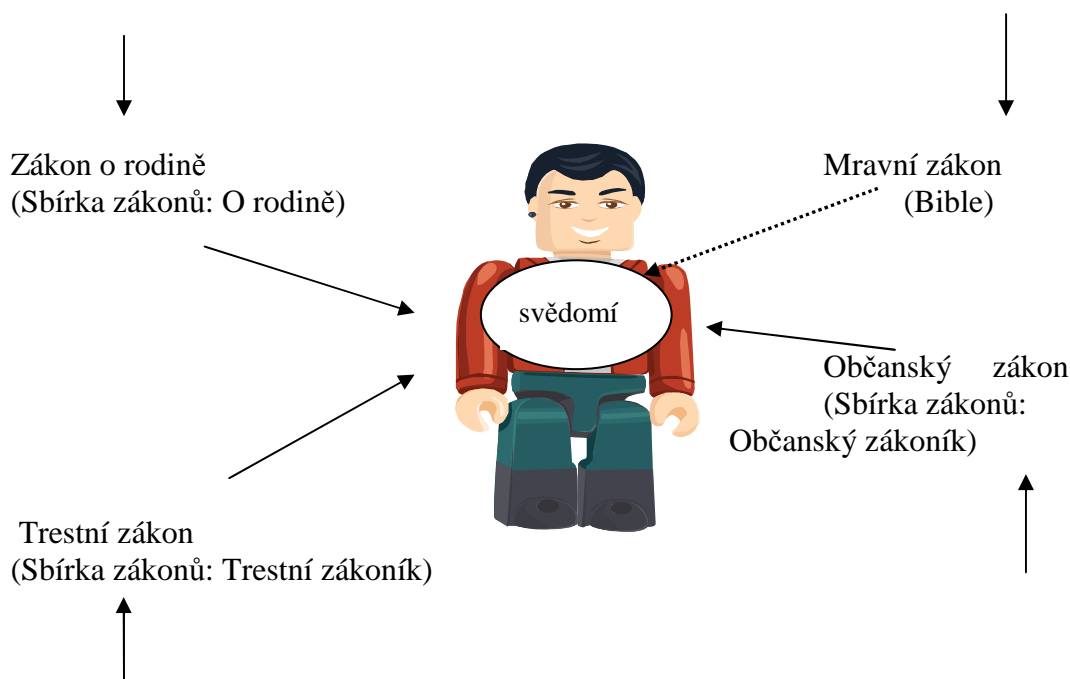 Zákon o rodině
(Sbírka zákonů: O rodině)
Mravní zákon
(Bible)
svědomí
Občanský zákon
(Sbírka zákonů:
Občanský zákoník)
Trestní zákon
(Sbírka zákonů: Trestní zákoník)